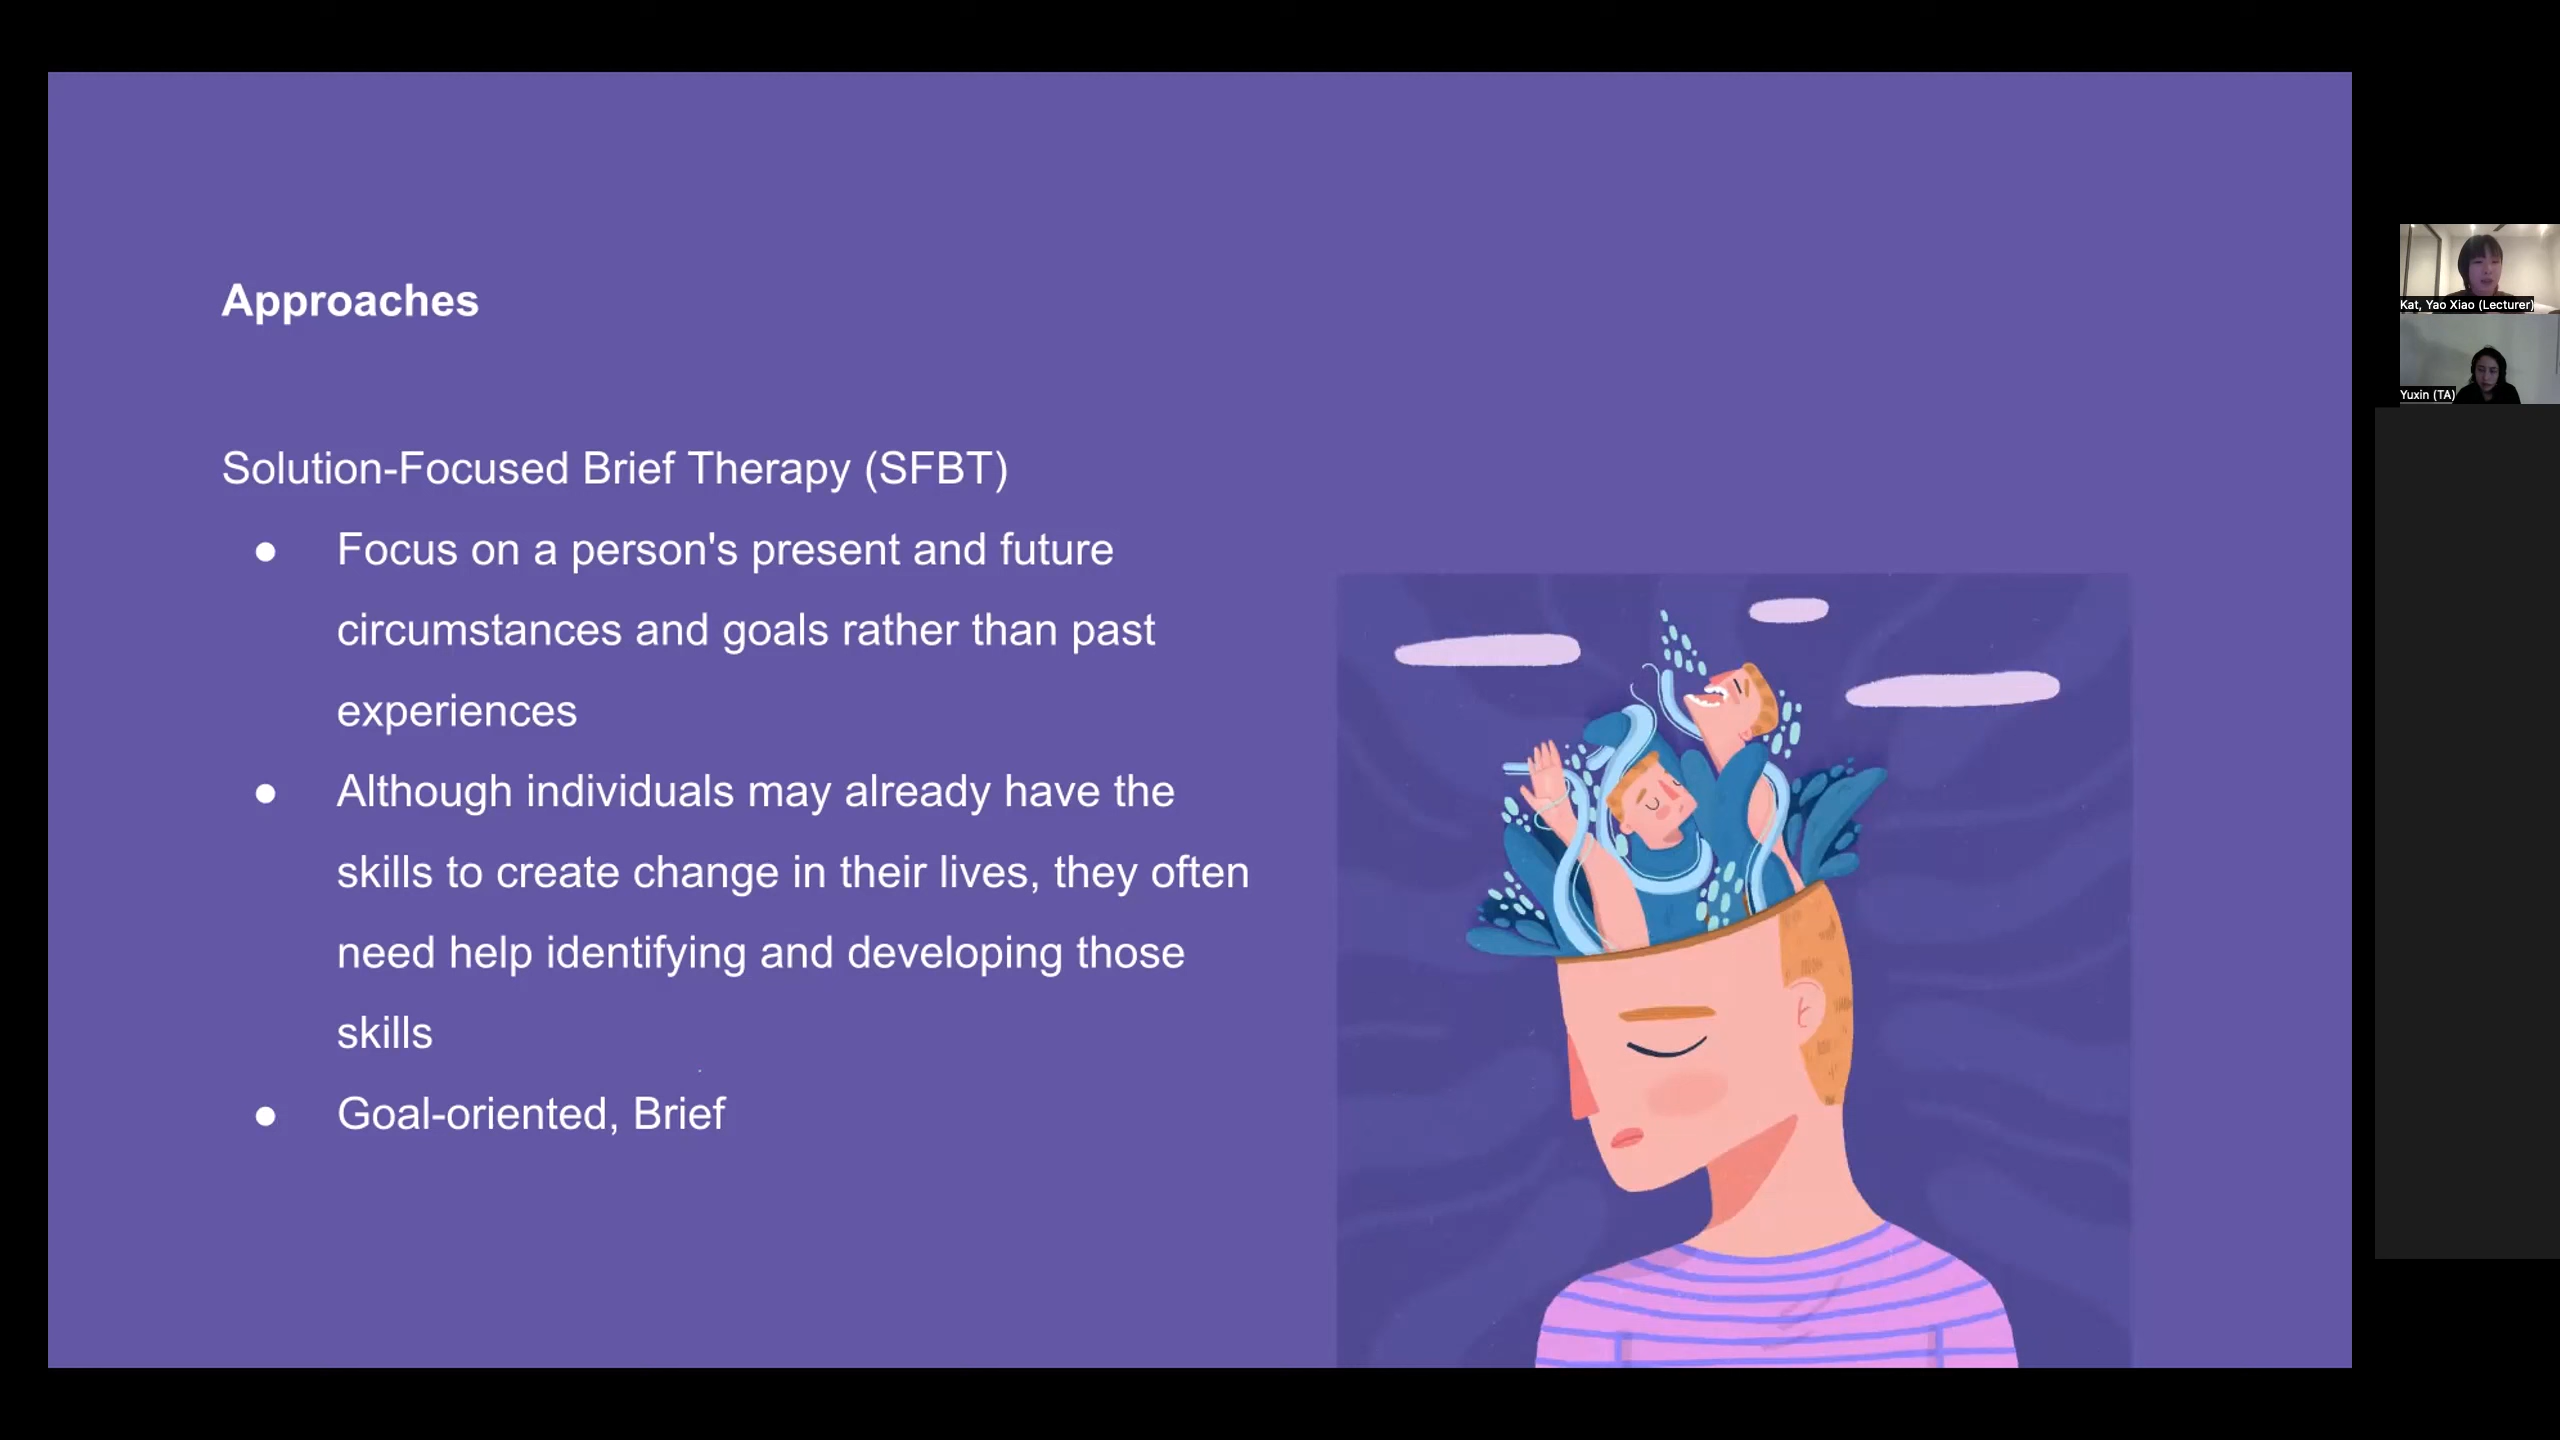 Approaches
Solution-Focused Brief Therapy (SFBT)
● Focus on a person's present and future
circumstances and goals rather than past
experiences
● Although individuals may already have the
skills to create change in their lives, they often
need help identifying and developing those
skills
● Goal-oriented, Brief
Kat, Yao Xiao (Lecturer)
Yuxin (TA)